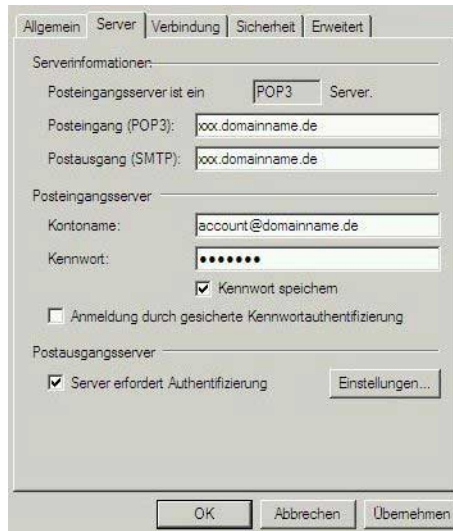 Allgemein Server Verbindung Sicherheit Erweitert
Serverinformationen:
Posteingangsserver ist ein POP3 Server.
Posteingang (POP3): xxx.domainname.de
Postausgang (SMTP): xxx.domainname.de
Posteingangsserver
Kontoname: account@domainname.de
Kennwort: •••••••
Kennwort speichern
Anmeldung durch gesicherte Kennwortauthentifizierung
Postausgangsserver
Server erfordert Authentifizierung Einstellungen...
OK Abbrechen Übernehmen